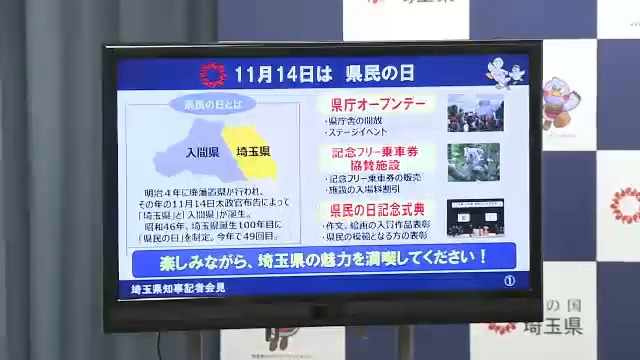 埼玉県
11月14日は 県民の日
県民の日とは
入間県 埼玉県
明治4年に廃藩置県が行われ、
その年の11月14日太政官布告によって
「埼玉県」と「入間県」が誕生。
昭和46年、埼玉県誕生100年目に
「県民の日」を制定。今年で49回目。
県庁オープンデー
・県庁舎の開放
・ステージイベント
記念フリー乗車券
協賛施設
・記念フリー乗車券の販売
・施設の入場料割引
県民の日記念式典
・作文、絵画の入賞作品表彰
・県民の模範となる方の表彰
楽しみながら、埼玉県の魅力を満喫してください！
埼玉県知事記者会見
①
の国
埼玉県